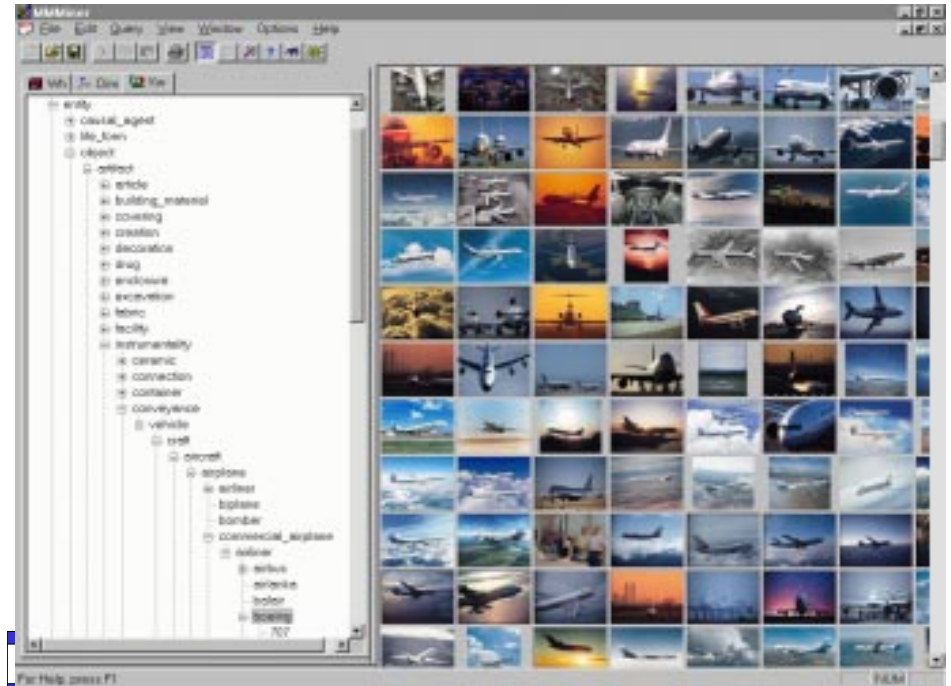 MMMiner
File Edit Query View Window Options Help
entity
causal_agent
life_form
object
artifact
article
building_material
covering
creation
decoration
drug
enclosure
excavation
fabric
facility
instrumentality
ceramic
connection
container
conveyance
vehicle
craft
aircraft
airplane
airliner
biplane
bomber
commercial_airplane
airliner
airbus
airlanka
balair
boeing
707
For Help, press F1
NUM